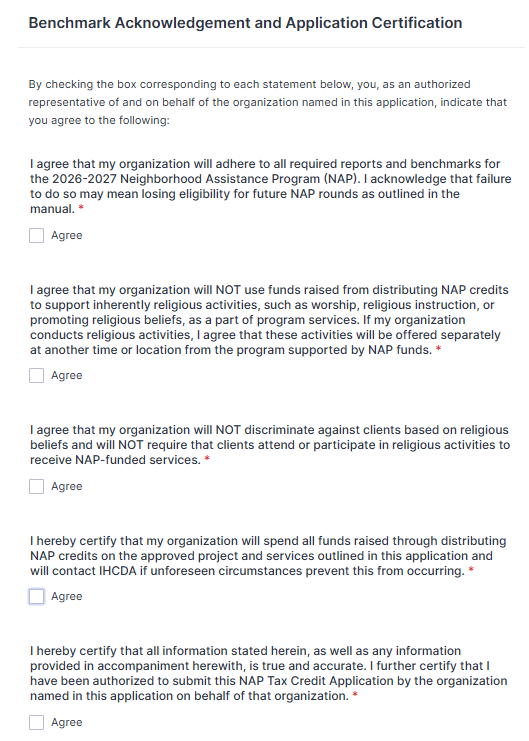 Benchmark Acknowledgement and Application Certification
By checking the box corresponding to each statement below, you, as an authorized
representative of and on behalf of the organization named in this application, indicate that
you agree to the following:
I agree that my organization will adhere to all required reports and benchmarks for
the 2026-2027 Neighborhood Assistance Program (NAP). I acknowledge that failure
to do so may mean losing eligibility for future NAP rounds as outlined in the
manual. *
Agree
I agree that my organization will NOT use funds raised from distributing NAP credits
to support inherently religious activities, such as worship, religious instruction, or
promoting religious beliefs, as a part of program services. If my organization
conducts religious activities, I agree that these activities will be offered separately
at another time or location from the program supported by NAP funds. *
Agree
I agree that my organization will NOT discriminate against clients based on religious
beliefs and will NOT require that clients attend or participate in religious activities to
receive NAP-funded services. *
Agree
I hereby certify that my organization will spend all funds raised through distributing
NAP credits on the approved project and services outlined in this application and
will contact IHCDA if unforeseen circumstances prevent this from occurring. *
Agree
I hereby certify that all information stated herein, as well as any information
provided in accompaniment herewith, is true and accurate. I further certify that I
have been authorized to submit this NAP Tax Credit Application by the organization
named in this application on behalf of that organization. *
Agree